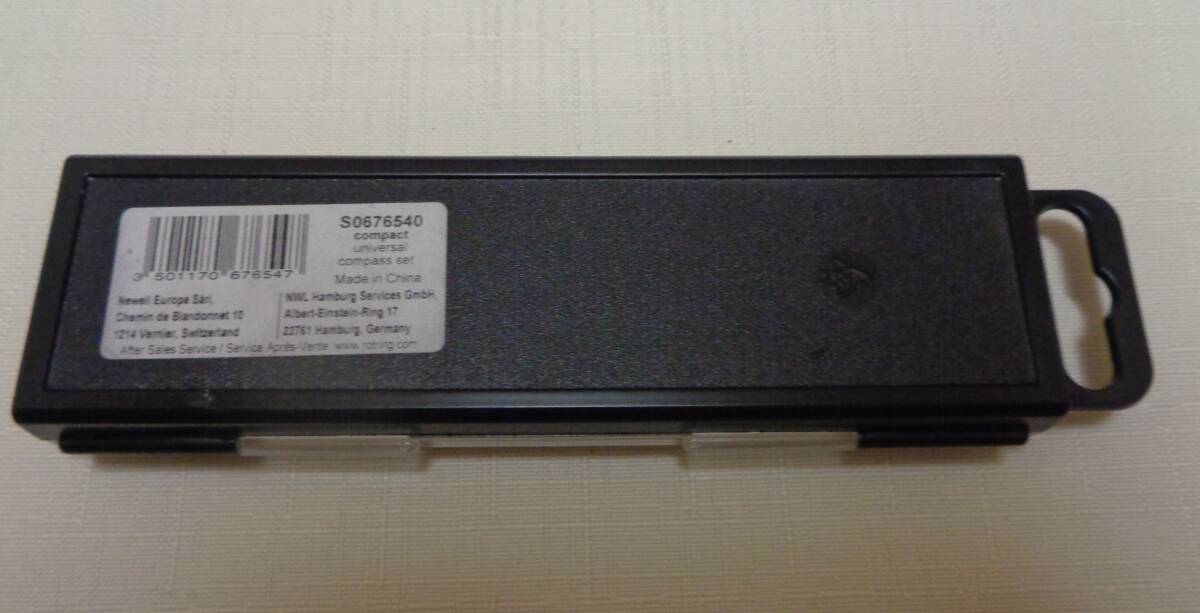 S0676540
compact
universal
compass set
3 501170 676547
Made in China
Newell Europe Sàrl,
Chemin de Blandonnet 10
1214 Vernier, Switzerland
NWL Hamburg Services GmbH,
Albert-Einstein-Ring 17
22761 Hamburg, Germany
After Sales Service / Service Après-Vente: www.rotring.com